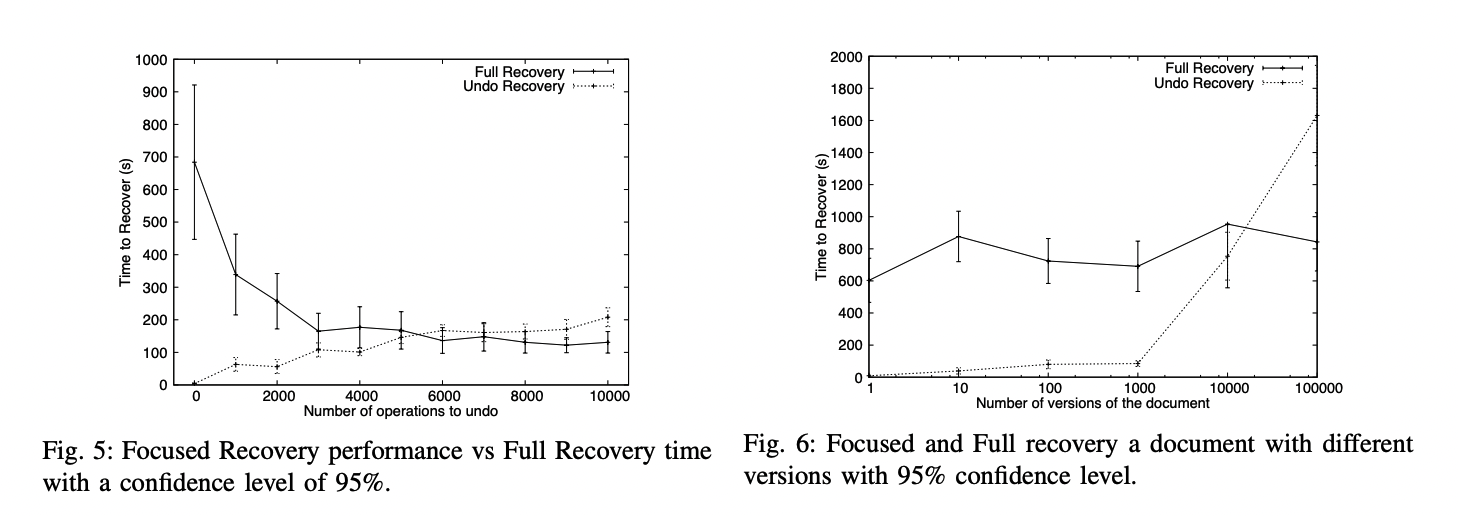 1000
900
800
700
600
500
400
300
200
100
0
Time to Recover (s)
Full Recovery
Undo Recovery
0 2000 4000 6000 8000 10000
Number of operations to undo
Fig. 5: Focused Recovery performance vs Full Recovery time
with a confidence level of 95%.
2000
1800
1600
1400
1200
1000
800
600
400
200
0
Time to Recover (s)
Full Recovery
Undo Recovery
1 10 100 1000 10000 100000
Number of versions of the document
Fig. 6: Focused and Full recovery a document with different
versions with 95% confidence level.